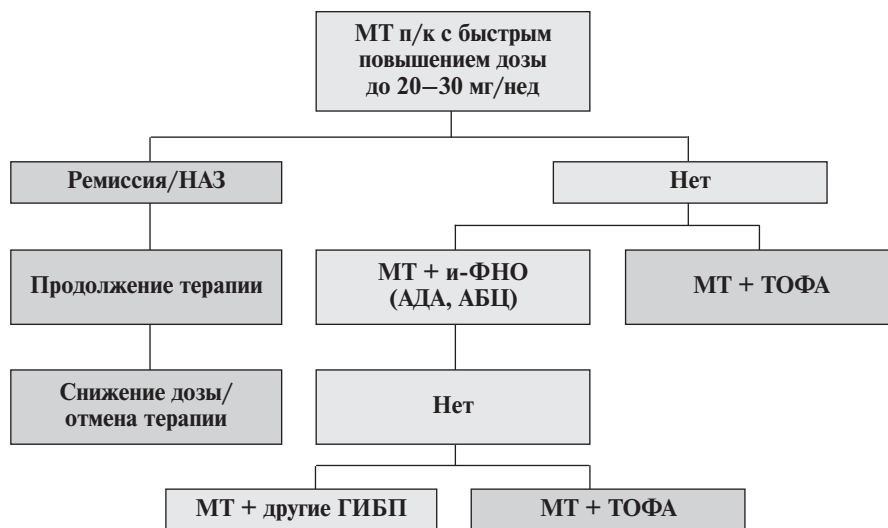 МТ п/к с быстрым
повышением дозы
до 20–30 мг/нед
Ремиссия/НАЗ
Нет
Продолжение терапии
МТ + и-ФНО
(АДА, АБЦ)
МТ + ТОФА
Снижение дозы/
отмена терапии
Нет
МТ + другие ГИБП
МТ + ТОФА